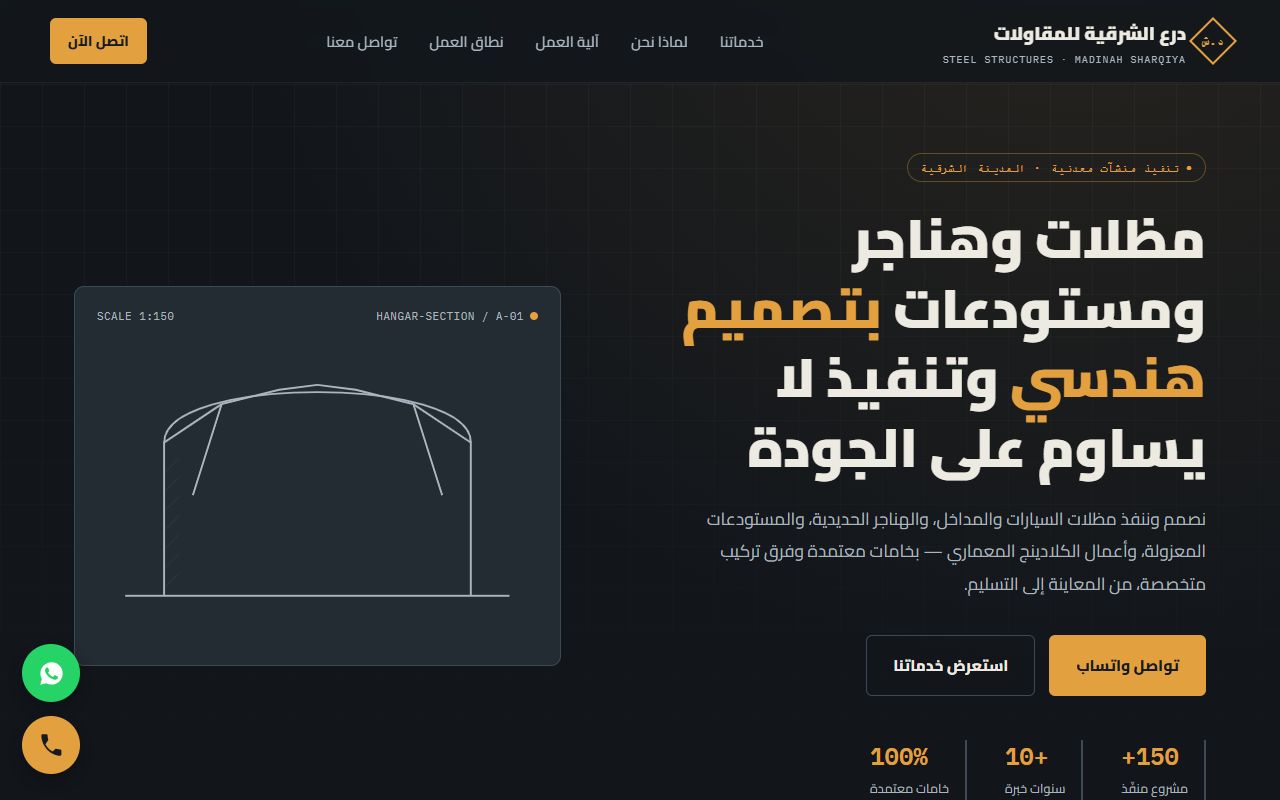 د.ش
درع الشرقية للمقاولات
STEEL STRUCTURES · MADINAH SHARQIYA
خدماتنا
لماذا نحن
آلية العمل
نطاق العمل
تواصل معنا
اتصل الآن
تنفيذ منشآت معدنية · المدينة الشرقية
مظلات وهناجر
ومستودعات بتصميم
هندسي وتنفيذ لا
يساوم على الجودة
نصمم وننفذ مظلات السيارات والمداخل، والهناجر الحديدية، والمستودعات
المعزولة، وأعمال الكلادينج المعماري — بخامات معتمدة وفرق تركيب
متخصصة، من المعاينة إلى التسليم.
تواصل واتساب
استعرض خدماتنا
+150
مشروع منفّذ
10+
سنوات خبرة
100%
خامات معتمدة
HANGAR-SECTION / A-01
SCALE 1:150